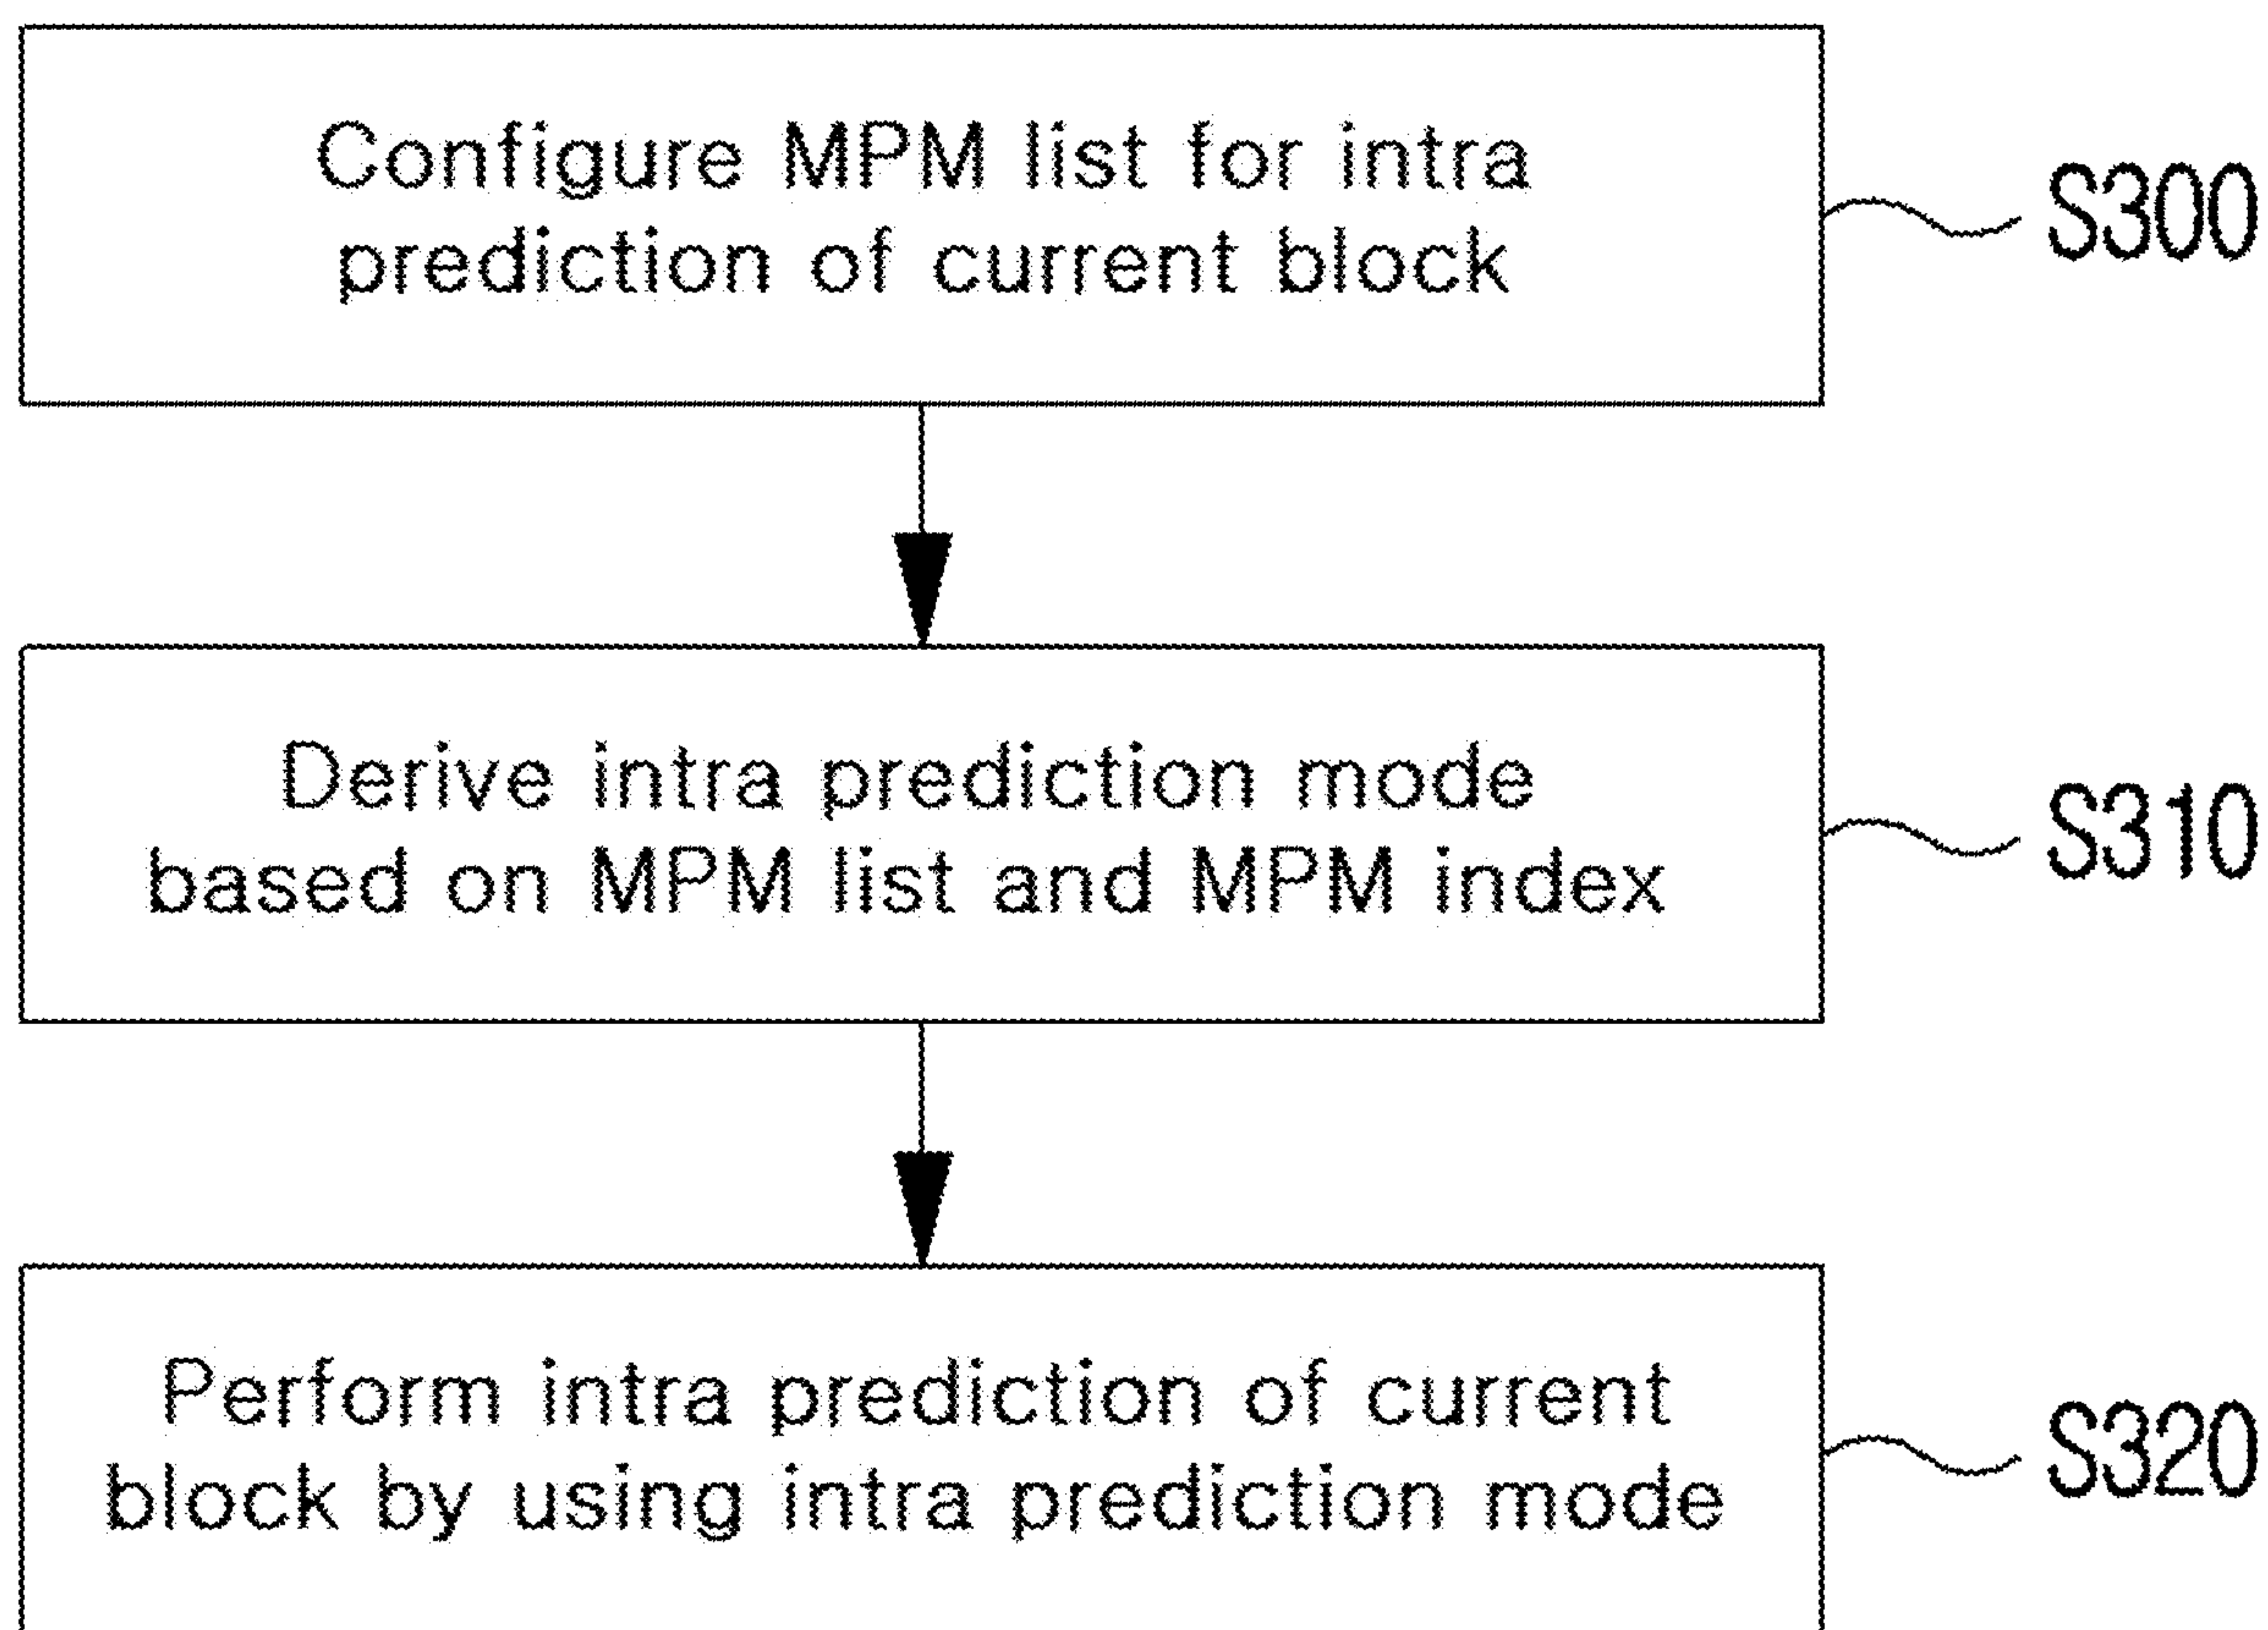 Configure MPM list for intra
prediction of current block
S300
Derive intra prediction mode
based on MPM list and MPM index
S310
Perform intra prediction of current
block by using intra prediction mode
S320